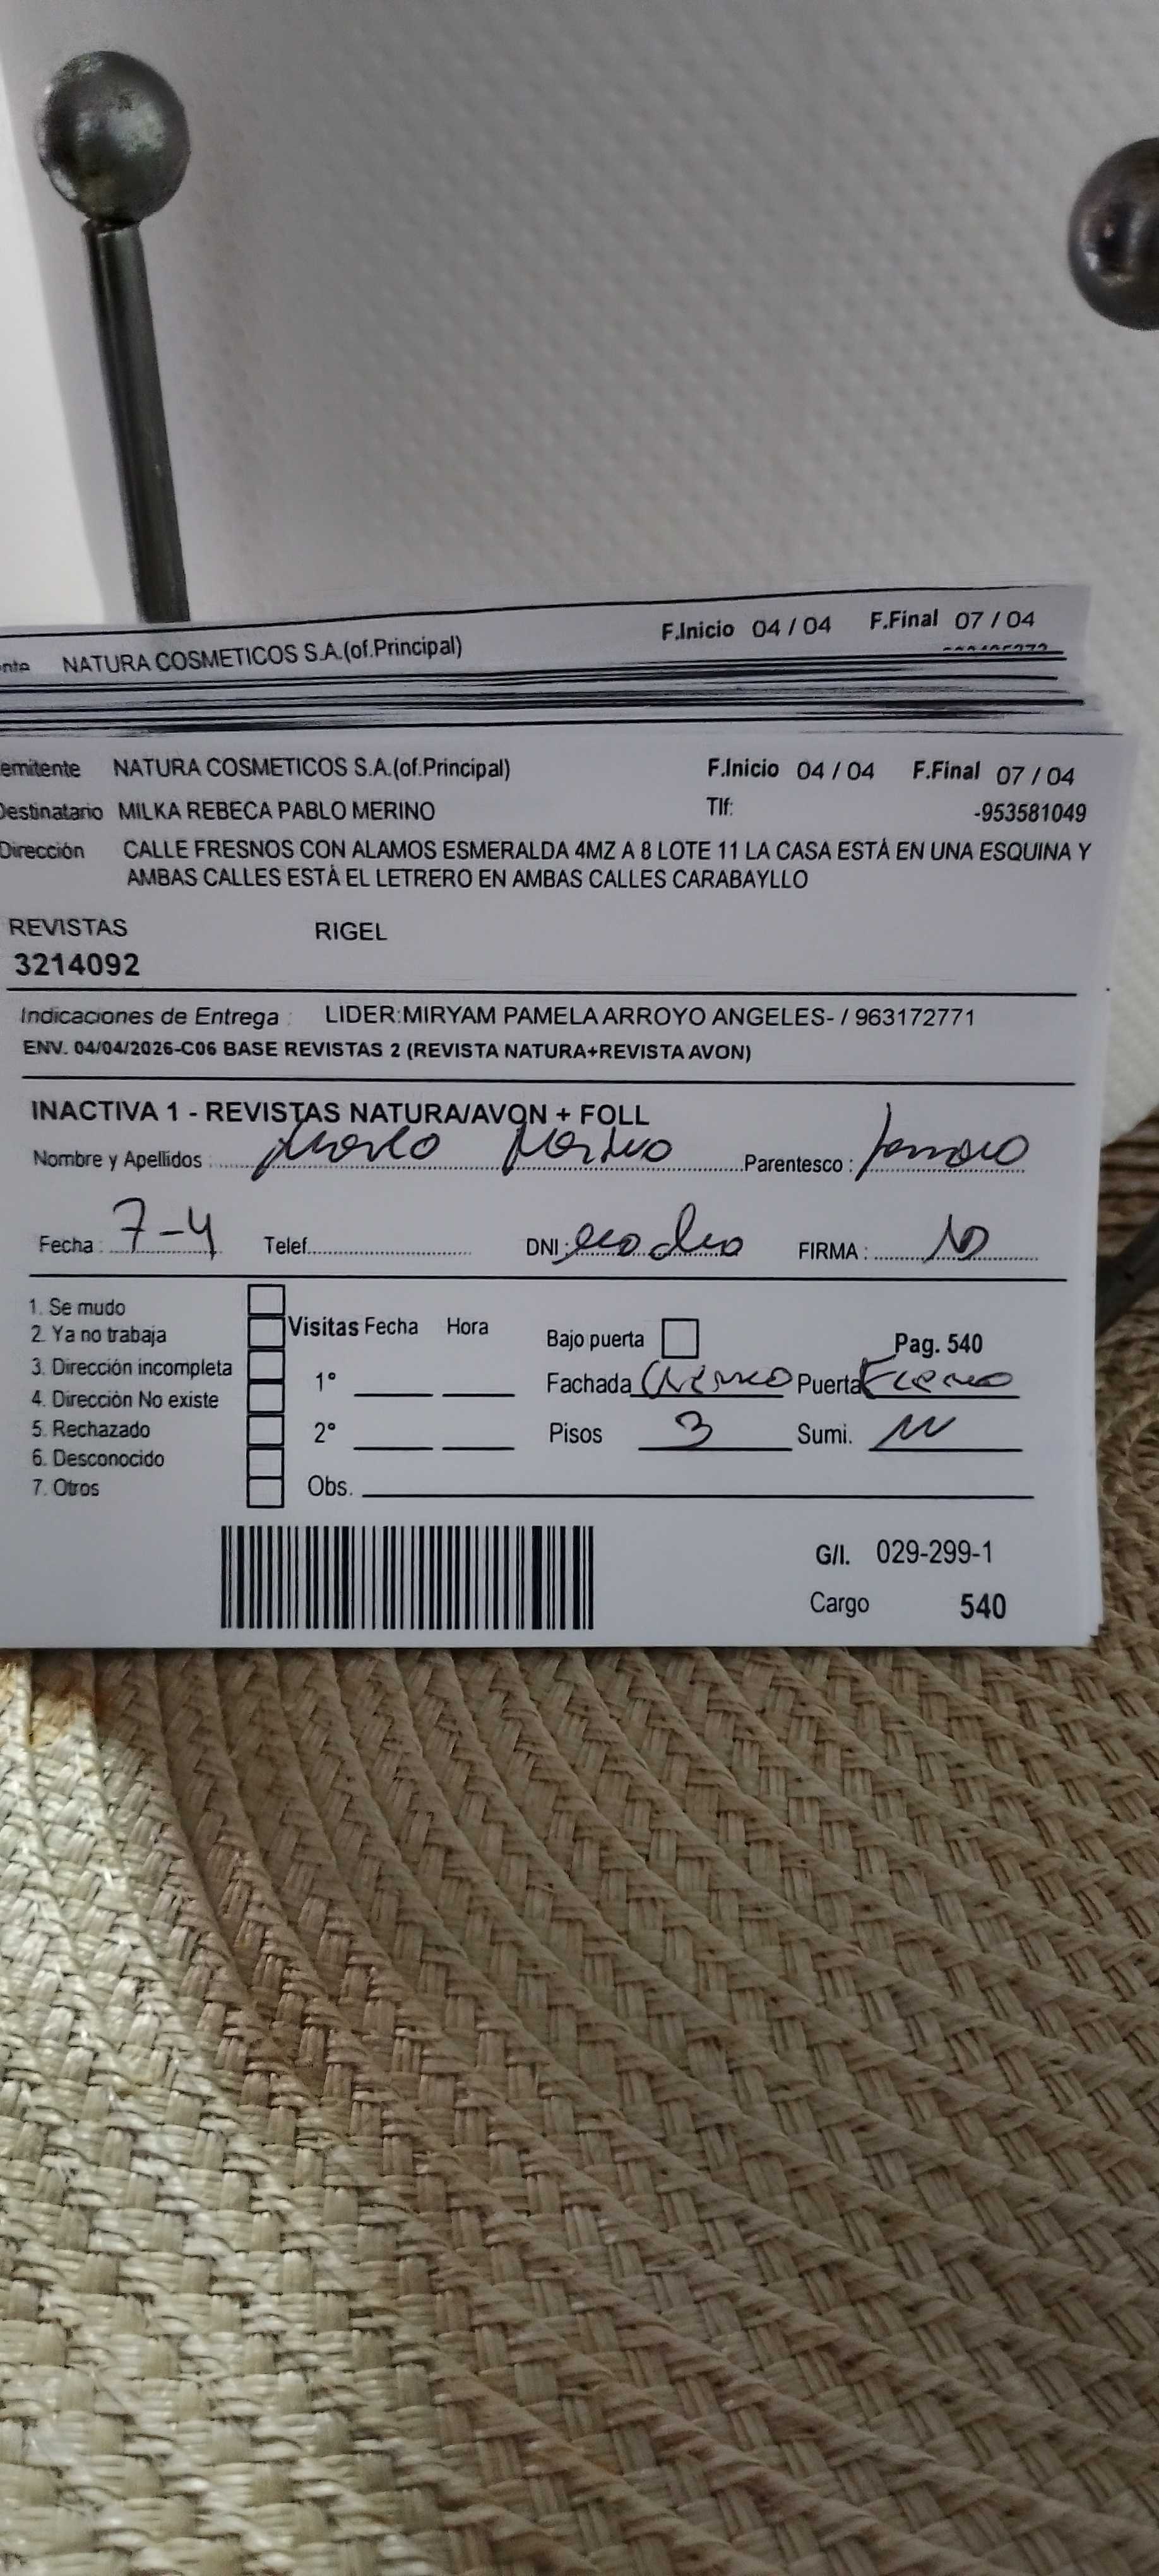 nte NATURA COSMETICOS S.A.(of.Principal) F.Inicio 04 / 04 F.Final 07 / 04
emitente NATURA COSMETICOS S.A.(of.Principal) F.Inicio 04 / 04 F.Final 07 / 04
Destinatario MILKA REBECA PABLO MERINO Tlf: -953581049
Dirección CALLE FRESNOS CON ALAMOS ESMERALDA 4MZ A 8 LOTE 11 LA CASA ESTÁ EN UNA ESQUINA Y
AMBAS CALLES ESTÁ EL LETRERO EN AMBAS CALLES CARABAYLLO
REVISTAS RIGEL
3214092
Indicaciones de Entrega : LIDER:MIRYAM PAMELA ARROYO ANGELES- / 963172771
ENV. 04/04/2026-C06 BASE REVISTAS 2 (REVISTA NATURA+REVISTA AVON)
INACTIVA 1 - REVISTAS NATURA/AVON + FOLL
Nombre y Apellidos : Merino Parentesco :
Fecha : 7-4 Telef. DNI : FIRMA :
1. Se mudo
2. Ya no trabaja Visitas Fecha Hora Bajo puerta Pag. 540
3. Dirección incompleta 1° Fachada Puerta Fierro
4. Dirección No existe
5. Rechazado 2° Pisos 3 Sumi.
6. Desconocido
7. Otros Obs.
G/I. 029-299-1
Cargo 540